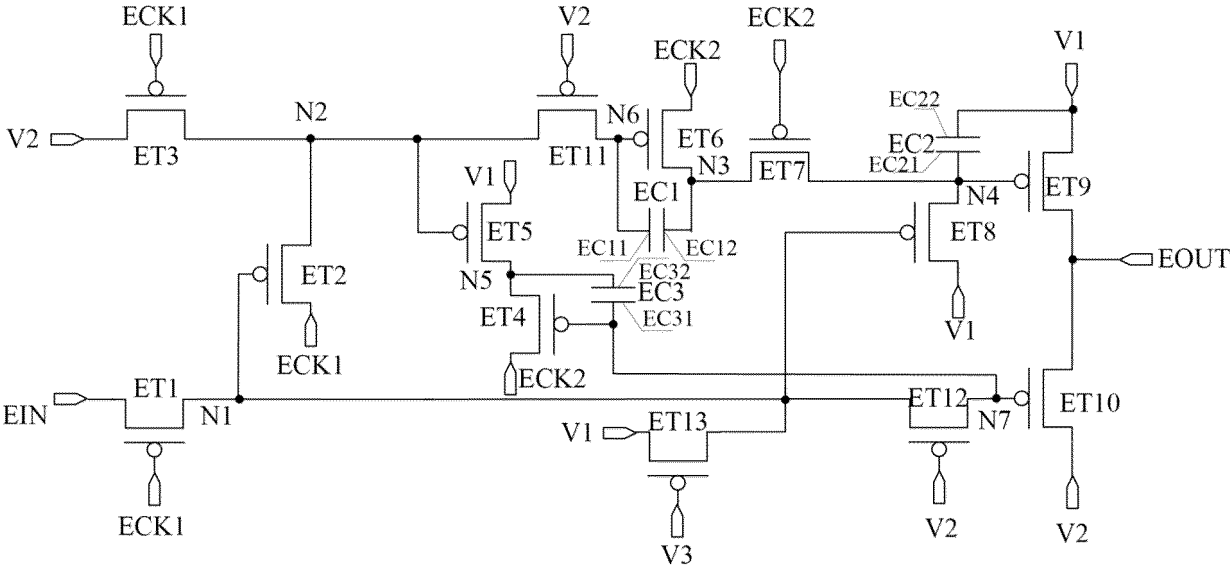 ECK1
V2
ECK2
ECK2
V1
V2
ET3
N2
ET11
N6
ET6
N3
ET7
EC22
EC2
EC21
N4
ET9
V1
ET5
EC1
EC11
EC12
ET8
V1
ET2
ECK1
N5
EC32
EC3
EC31
ET4
ECK2
EOUT
EIN
ET1
N1
ECK1
V1
ET13
V3
ET12
N7
V2
ET10
V2